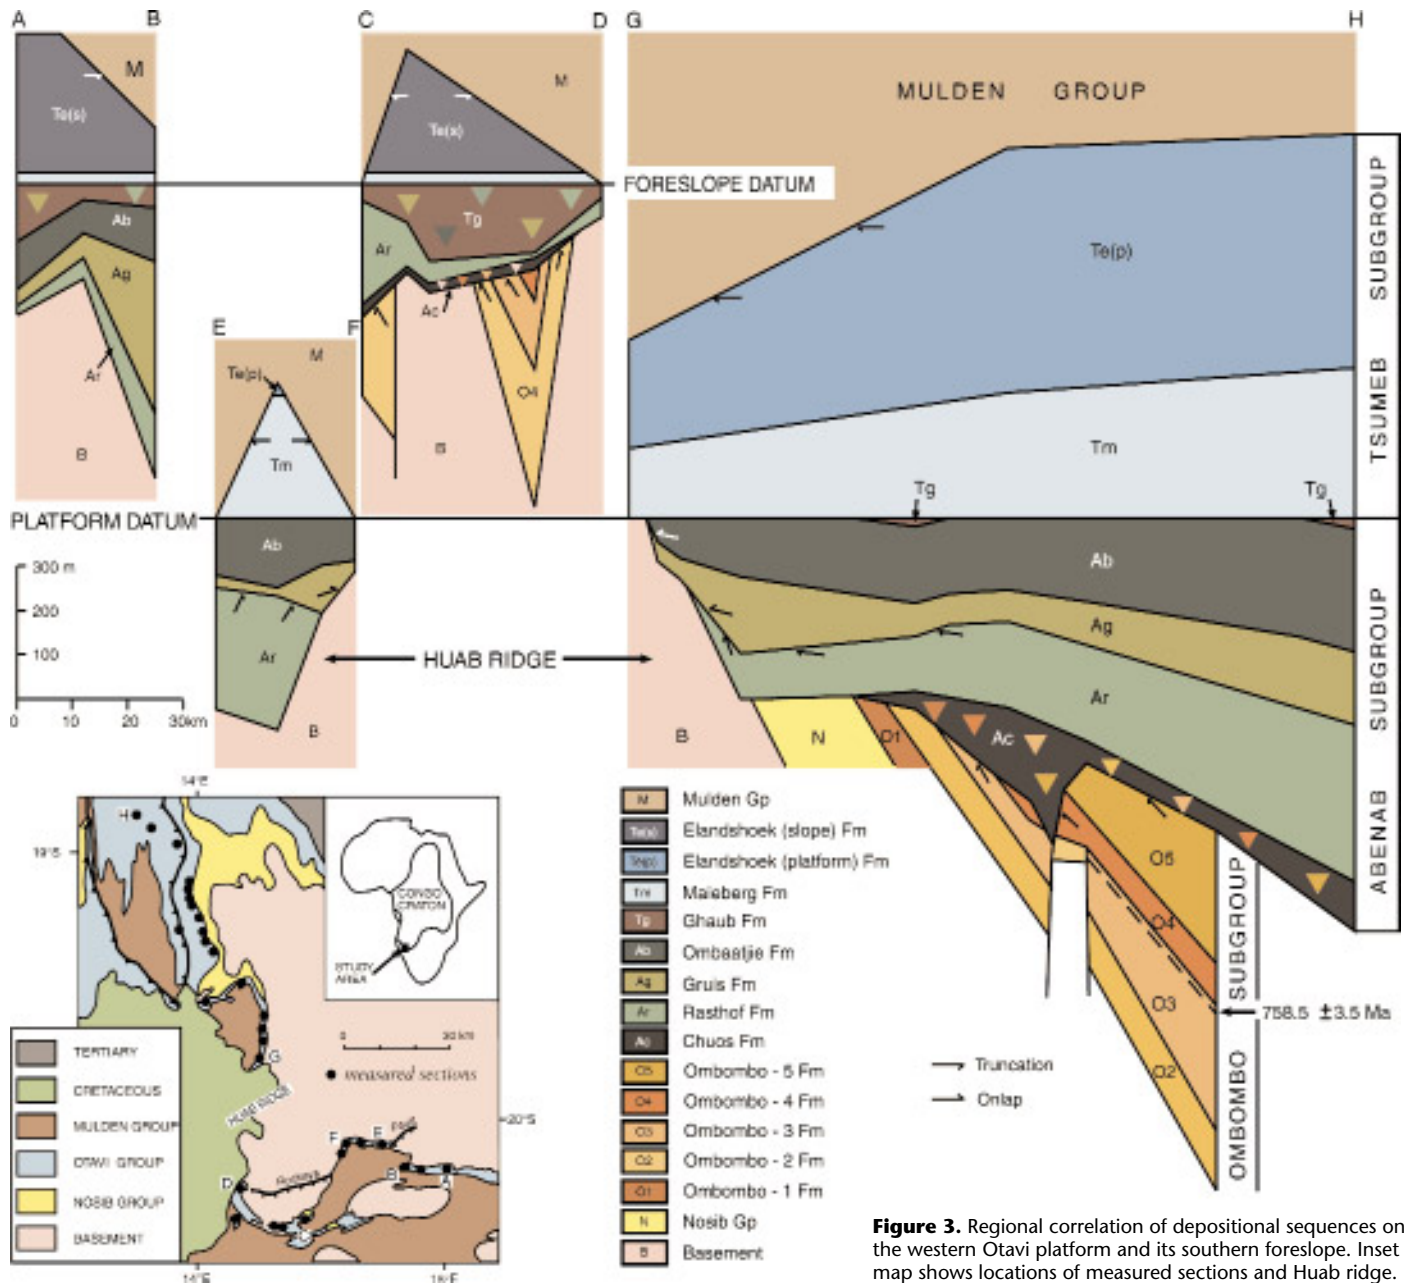 A B C D G H
M
Te(s)
Ab
Ag
Ar
B
M
Te(s)
Tg
Ar
Ac
O4
B
FORESLOPE DATUM
MULDEN GROUP
Te(p)
Tm
Tg
Tg
Ab
Ag
Ar
Ac
B
N
O1
O5
O4
O3
O2
TSUMEB SUBGROUP
ABENAB SUBGROUP
OMBOMBO SUBGROUP
758.5 ±3.5 Ma
E F
M
Te(p)
Tm
Ab
Ar
B
PLATFORM DATUM
HUAB RIDGE
300 m
200
100
0 10 20 30km
14°E
19°S
H
G
HUAB RIDGE
F E
D
B A
C
20°S
14°E
CONGO
CRATON
STUDY
AREA
measured sections
TERTIARY
CRETACEOUS
MULDEN GROUP
OTAVI GROUP
NOSIB GROUP
BASEMENT
M Mulden Gp
Te(s) Elandshoek (slope) Fm
Te(p) Elandshoek (platform) Fm
Tm Maieberg Fm
Tg Ghaub Fm
Ab Ombaatjie Fm
Ag Gruis Fm
Ar Rasthof Fm
Ac Chuos Fm
O5 Ombombo - 5 Fm
O4 Ombombo - 4 Fm
O3 Ombombo - 3 Fm
O2 Ombombo - 2 Fm
O1 Ombombo - 1 Fm
N Nosib Gp
B Basement
Truncation
Onlap
Figure 3. Regional correlation of depositional sequences on
the western Otavi platform and its southern foreslope. Inset
map shows locations of measured sections and Huab ridge.